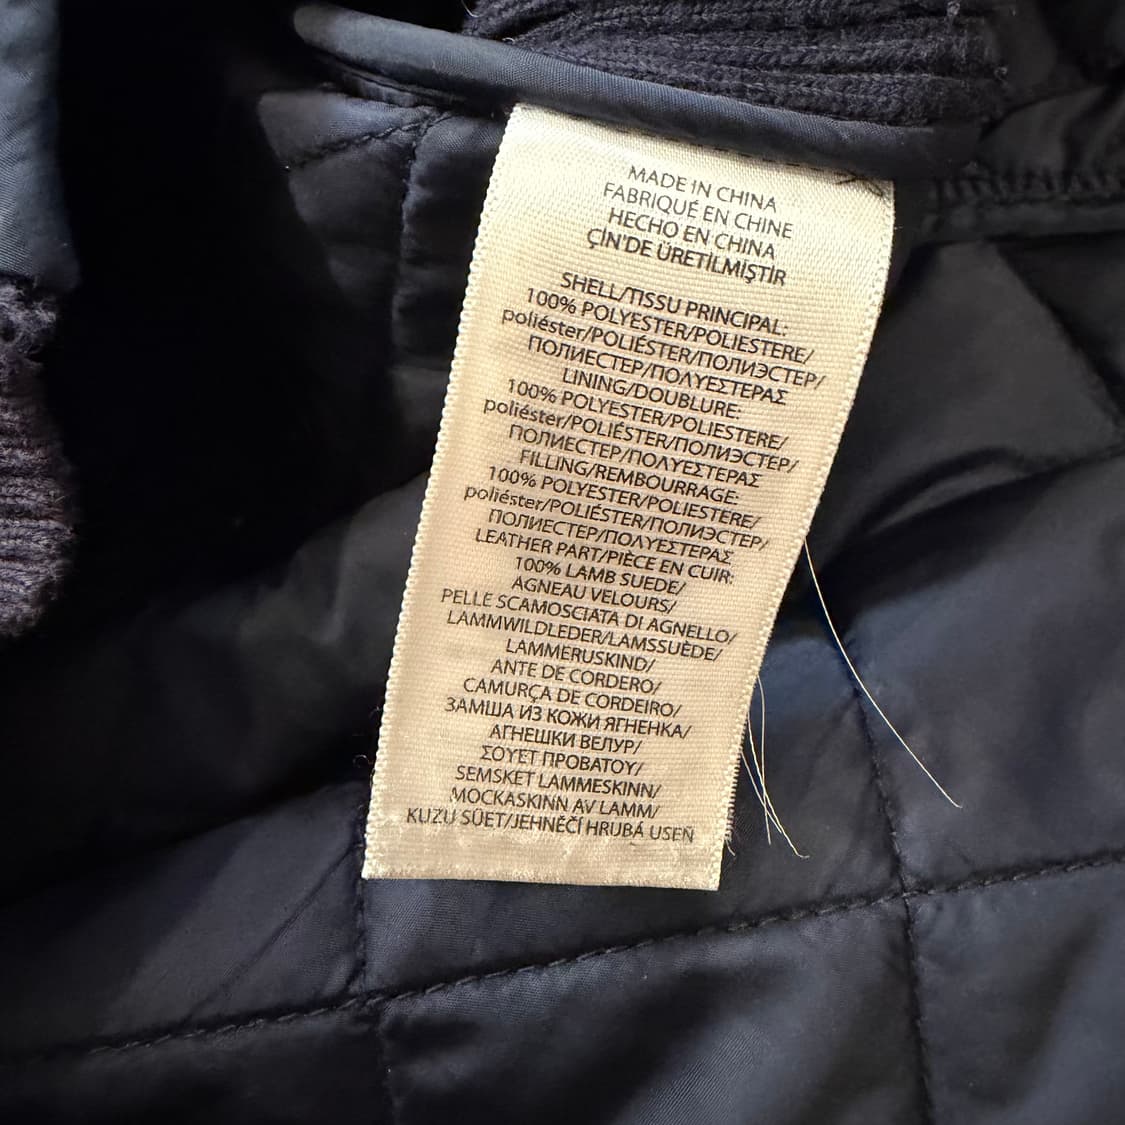 MADE IN CHINA
FABRIQUÉ EN CHINE
HECHO EN CHINA
ÇİN'DE ÜRETİLMİŞTİR
SHELL/TISSU PRINCIPAL:
100% POLYESTER/POLIESTERE/
poliéster/POLIÉSTER/ПОЛИЭСТЕР/
ПОЛИЕСТЕР/ΠΟΛΥΕΣΤΕΡΑΣ
LINING/DOUBLURE:
100% POLYESTER/POLIESTERE/
poliéster/POLIÉSTER/ПОЛИЭСТЕР/
ПОЛИЕСТЕР/ΠΟΛΥΕΣΤΕΡΑΣ
FILLING/REMBOURRAGE:
100% POLYESTER/POLIESTERE/
poliéster/POLIÉSTER/ПОЛИЭСТЕР/
ПОЛИЕСТЕР/ΠΟΛΥΕΣΤΕΡΑΣ
LEATHER PART/PIÈCE EN CUIR:
100% LAMB SUEDE/
AGNEAU VELOURS/
PELLE SCAMOSCIATA DI AGNELLO/
LAMMWILDLEDER/LAMSSUÈDE/
LAMMERUSKIND/
ANTE DE CORDERO/
CAMURÇA DE CORDEIRO/
ЗАМША ИЗ КОЖИ ЯГНЕНКА/
АГНЕШКИ ВЕЛУР/
ΣΟΥΕΤ ΠΡΟΒΑΤΟΥ/
SEMSKET LAMMESKINN/
MOCKASKINN AV LAMM/
KUZU SÜET/JEHNĚČÍ HRUBÁ USEŇ